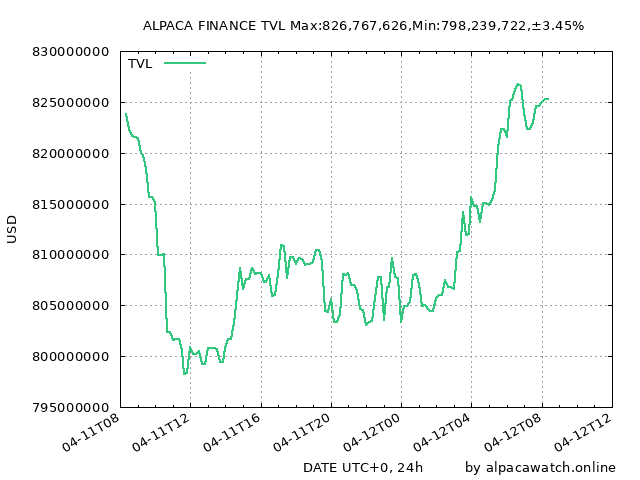 ALPACA FINANCE TVL Max:826,767,626,Min:798,239,722,±3.45%
830000000
TVL
825000000
820000000
815000000
USD
810000000
805000000
800000000
795000000
04-11T08 04-11T12 04-11T16 04-11T20 04-12T00 04-12T04 04-12T08 04-12T12
DATE UTC+0, 24h by alpacawatch.online